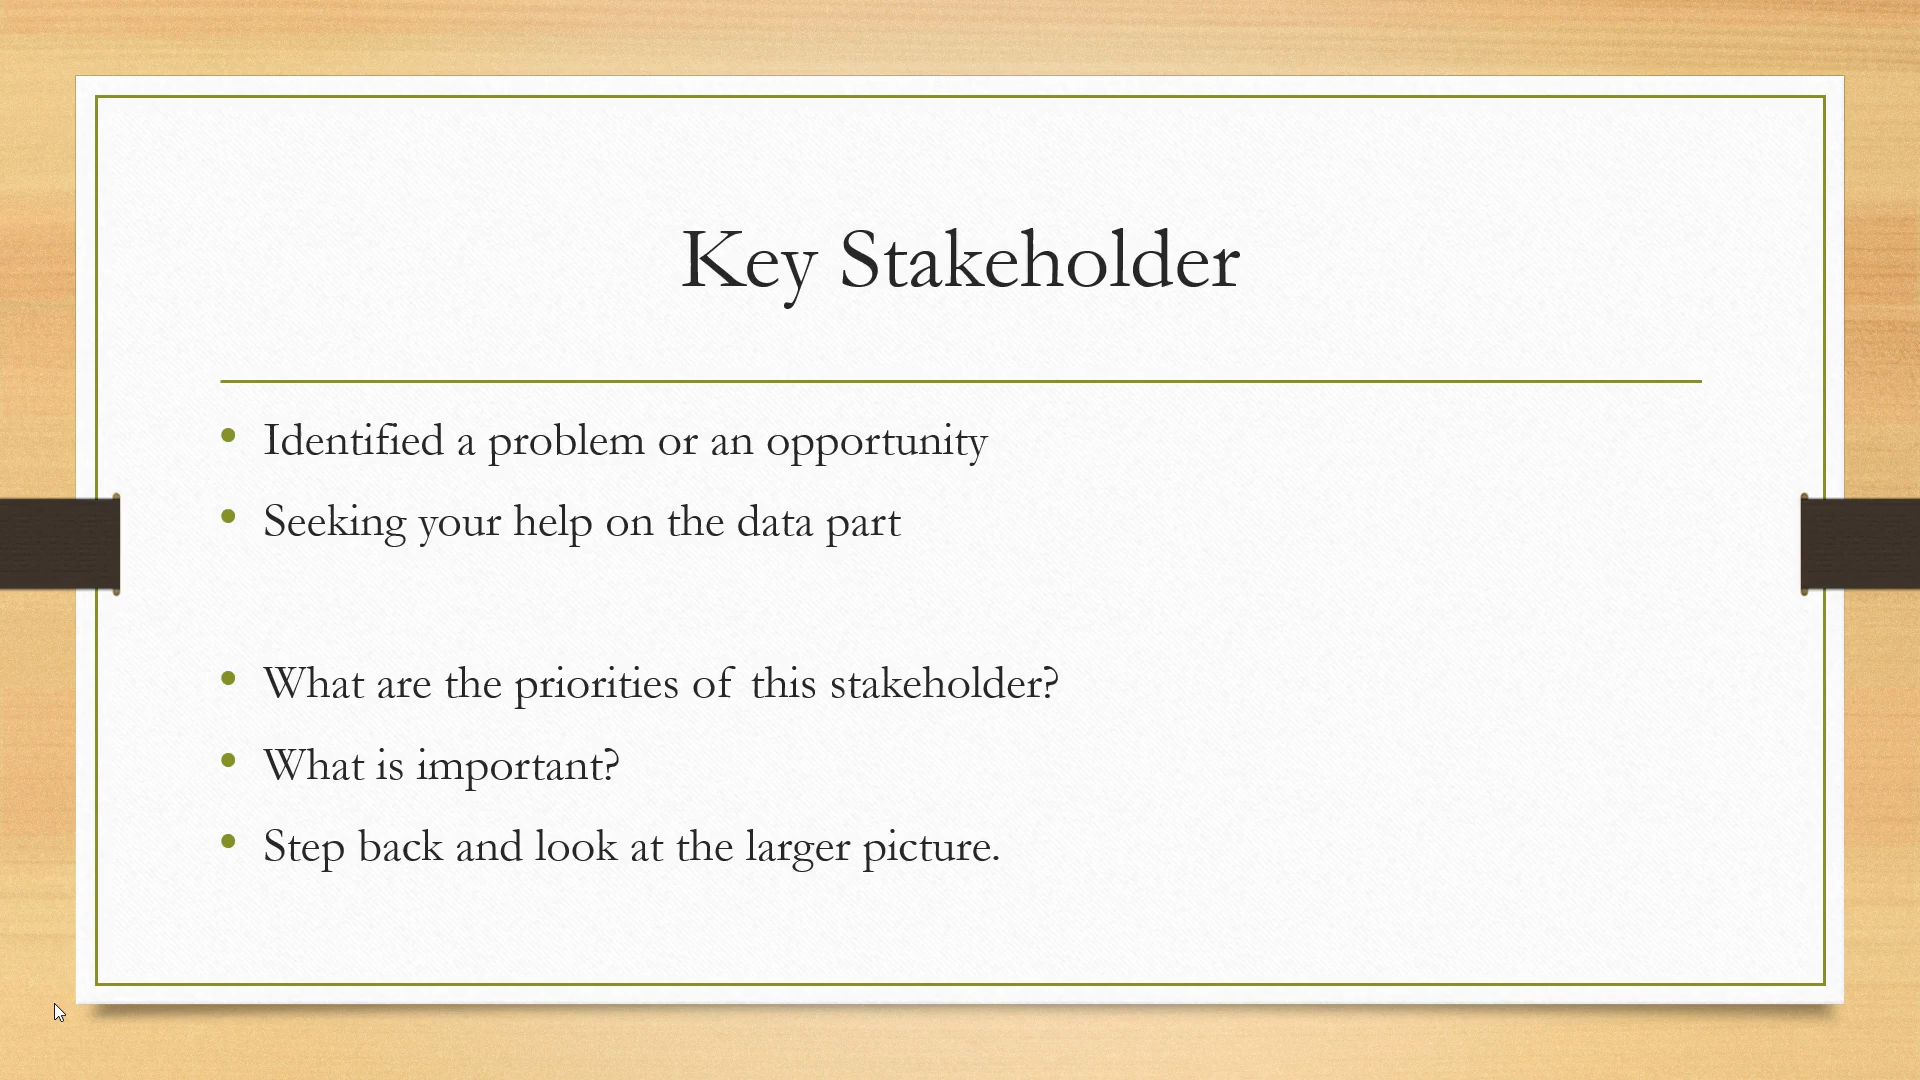 Key Stakeholder
• Identified a problem or an opportunity
• Seeking your help on the data part
• What are the priorities of this stakeholder?
• What is important?
• Step back and look at the larger picture.